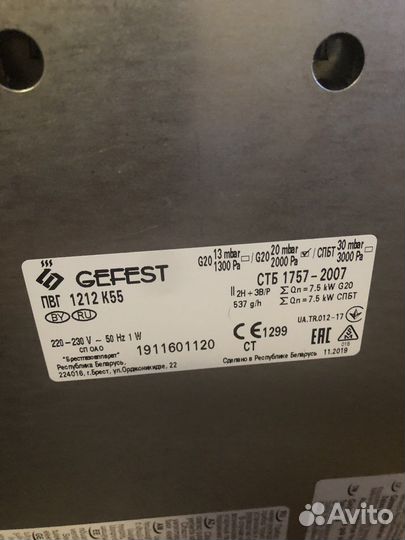 GEFEST
ПВГ 1212 К55
BY RU
G20 13 mbar 1300 Pa / G20 20 mbar 2000 Pa / СПБТ 30 mbar 3000 Pa
СТБ 1757-2007
II 2H + 3B/P Σ Qn = 7.5 kW G20
537 g/h Σ Qn = 7.5 kW СПБТ
220-230 V ~ 50 Hz 1 W
СП ОАО
"Брестгазоаппарат"
Республика Беларусь
224016, г.Брест, ул.Орджоникидзе, 22
1911601120
CE 1299
СТ
UA.TR.012-17
018
EAC
Сделано в Республике Беларусь 11.2019
Avito